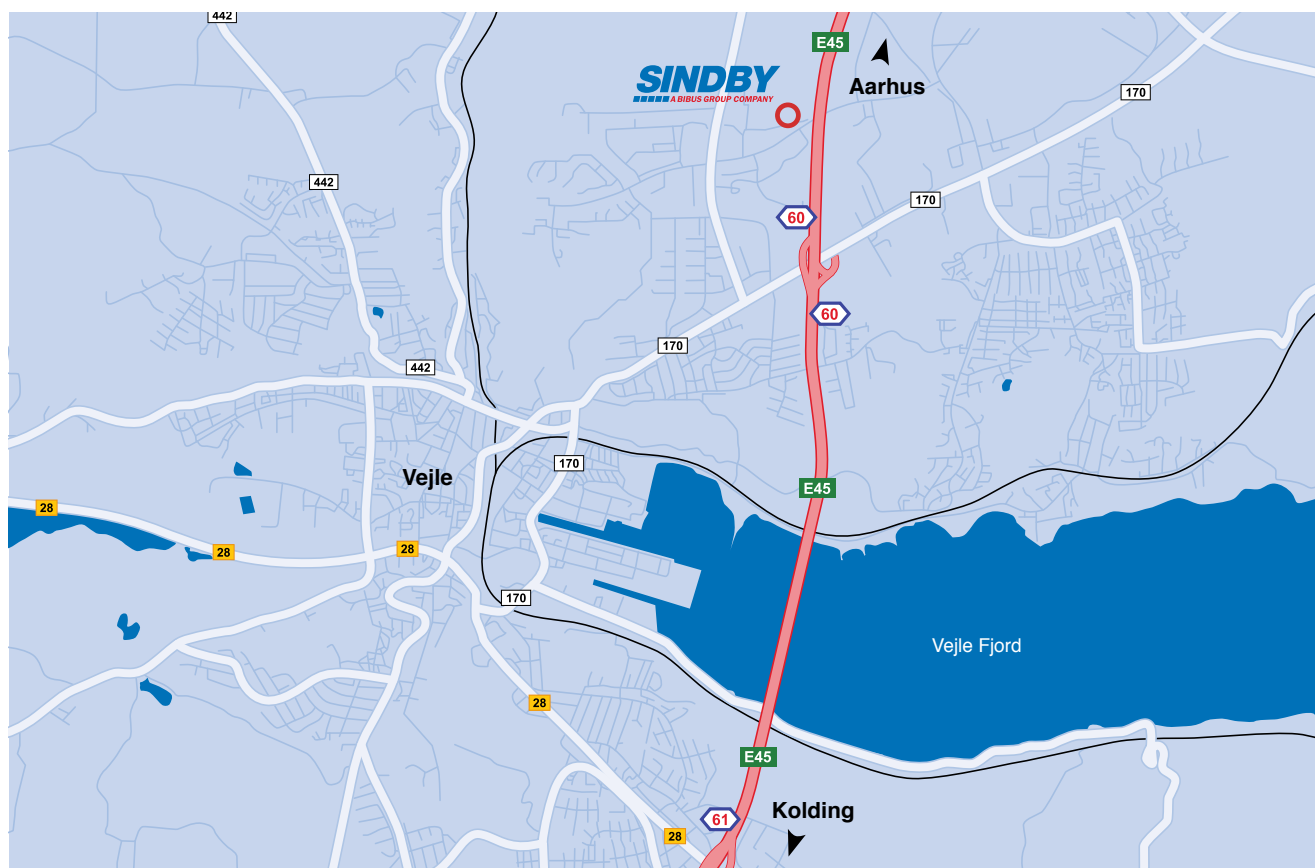 442
E45
Aarhus
SINDBY
A BIBUS GROUP COMPANY
170
442
170
60
60
170
442
Vejle
170
E45
28
28
28
170
Vejle Fjord
28
E45
Kolding
61
28